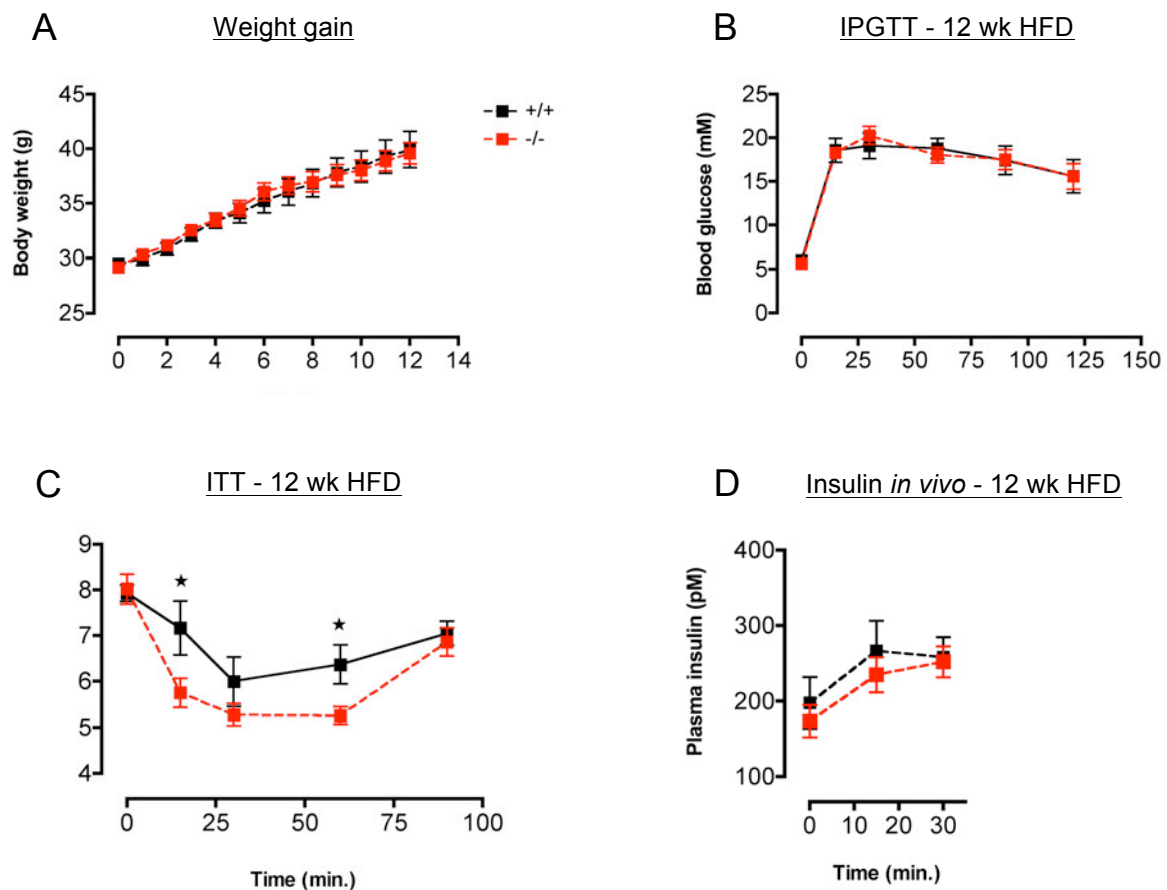 A
Weight gain
Body weight (g)
45
40
35
30
25
0 2 4 6 8 10 12 14
+/+
-/-
B
IPGTT - 12 wk HFD
Blood glucose (mM)
25
20
15
10
5
0
0 25 50 75 100 125 150
C
ITT - 12 wk HFD
9
8
7
6
5
4
0 25 50 75 100
Time (min.)
D
Insulin in vivo - 12 wk HFD
Plasma insulin (pM)
400
300
200
100
0 10 20 30
Time (min.)